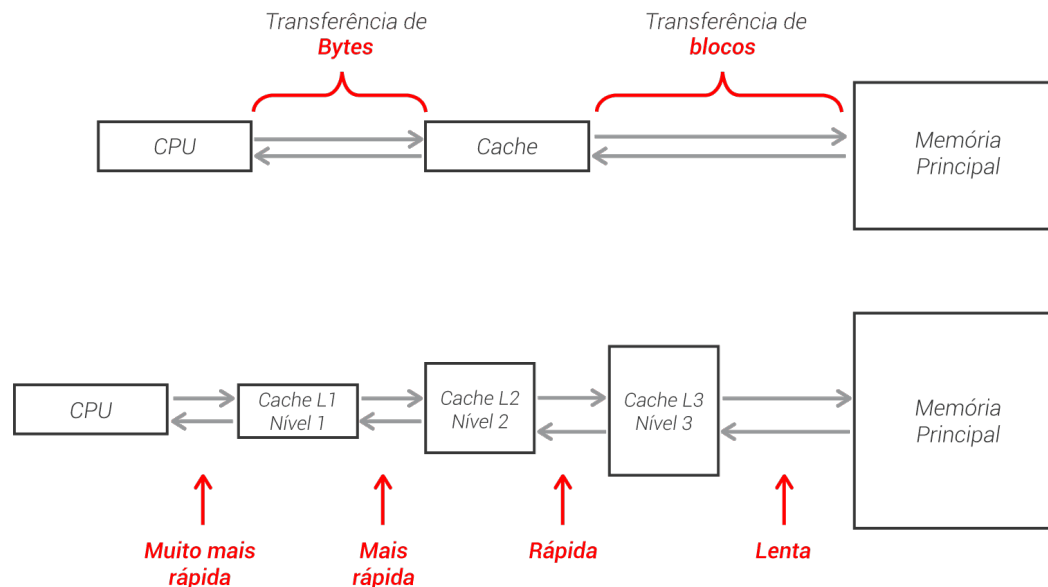 Transferência de
Bytes
Transferência de
blocos
CPU
Cache
Memória
Principal
CPU
Cache L1
Nível 1
Cache L2
Nível 2
Cache L3
Nível 3
Memória
Principal
Muito mais
rápida
Mais
rápida
Rápida
Lenta